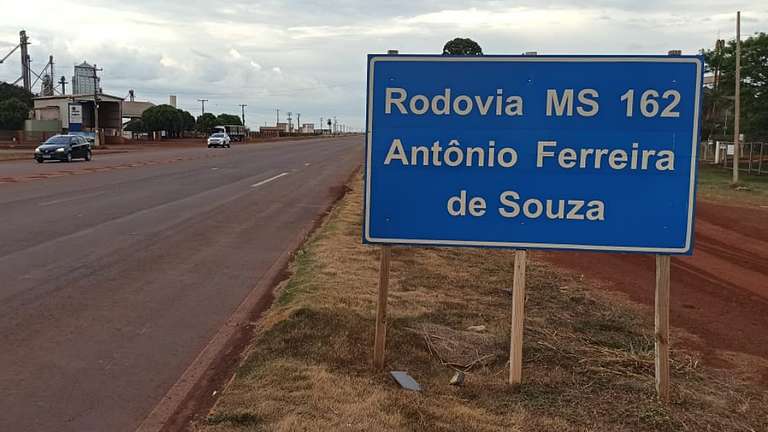 Rodovia MS 162
Antônio Ferreira
de Souza